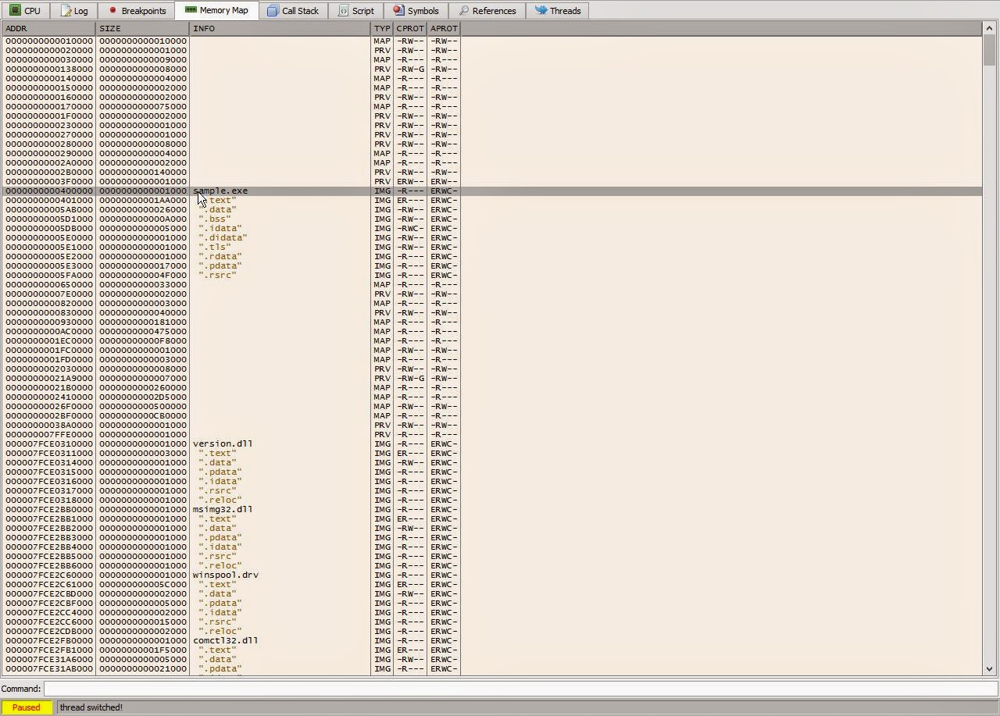 CPU Log Breakpoints Memory Map Call Stack Script Symbols References Threads
ADDR SIZE INFO TYP CPROT APROT
0000000000010000 0000000000010000 MAP -RW-- -RW--
0000000000020000 0000000000001000 PRV -RW-- -RW--
0000000000030000 0000000000009000 MAP -R--- -R---
0000000000138000 0000000000008000 PRV -RW-G -RW--
0000000000140000 0000000000004000 MAP -R--- -R---
0000000000150000 0000000000002000 MAP -R--- -R---
0000000000160000 0000000000002000 PRV -RW-- -RW--
0000000000170000 0000000000075000 MAP -R--- -R---
00000000001F0000 0000000000002000 PRV -RW-- -RW--
0000000000230000 0000000000001000 PRV -RW-- -RW--
0000000000270000 0000000000001000 PRV -RW-- -RW--
0000000000280000 0000000000008000 PRV -RW-- -RW--
0000000000290000 0000000000004000 MAP -R--- -R---
00000000002A0000 0000000000002000 MAP -R--- -R---
00000000002B0000 0000000000140000 PRV -RW-- -RW--
00000000003F0000 0000000000001000 PRV ERW-- ERW--
0000000000400000 0000000000001000 sample.exe IMG -R--- ERWC-
0000000000401000 00000000001AA000 .text" IMG ER--- ERWC-
00000000005AB000 0000000000026000 ".data" IMG -RW-- ERWC-
00000000005D1000 000000000000A000 ".bss" IMG -RW-- ERWC-
00000000005DB000 0000000000005000 ".idata" IMG -RWC- ERWC-
00000000005E0000 0000000000001000 ".didata" IMG -RW-- ERWC-
00000000005E1000 0000000000001000 ".tls" IMG -RW-- ERWC-
00000000005E2000 0000000000001000 ".rdata" IMG -R--- ERWC-
00000000005E3000 0000000000017000 ".pdata" IMG -R--- ERWC-
00000000005FA000 000000000004F000 ".rsrc" IMG -R--- ERWC-
0000000000650000 0000000000033000 MAP -R--- -R---
00000000007E0000 0000000000002000 PRV -RW-- -RW--
0000000000820000 0000000000003000 MAP -R--- -R---
0000000000830000 0000000000040000 PRV -RW-- -RW--
0000000000930000 0000000000181000 MAP -R--- -R---
0000000000AC0000 0000000000475000 MAP -R--- -R---
0000000001EC0000 00000000000F8000 MAP -R--- -R---
0000000001FC0000 0000000000001000 MAP -RW-- -RW--
0000000001FD0000 0000000000003000 MAP -R--- -R---
0000000002030000 0000000000008000 PRV -RW-- -RW--
00000000021A9000 0000000000007000 PRV -RW-G -RW--
00000000021B0000 0000000000260000 MAP -R--- -R---
0000000002410000 00000000002D5000 MAP -R--- -R---
00000000026F0000 0000000000500000 MAP -RW-- -RW--
0000000002BF0000 00000000000CB000 MAP -R--- -R---
00000000038A0000 0000000000001000 PRV -RW-- -RW--
000000007FFE0000 0000000000001000 PRV -R--- -R---
000007FCE0310000 0000000000001000 version.dll IMG -R--- ERWC-
000007FCE0311000 0000000000003000 ".text" IMG ER--- ERWC-
000007FCE0314000 0000000000001000 ".data" IMG -RW-- ERWC-
000007FCE0315000 0000000000001000 ".pdata" IMG -R--- ERWC-
000007FCE0316000 0000000000001000 ".idata" IMG -R--- ERWC-
000007FCE0317000 0000000000001000 ".rsrc" IMG -R--- ERWC-
000007FCE0318000 0000000000001000 ".reloc" IMG -R--- ERWC-
000007FCE2BB0000 0000000000001000 msimg32.dll IMG -R--- ERWC-
000007FCE2BB1000 0000000000001000 ".text" IMG ER--- ERWC-
000007FCE2BB2000 0000000000001000 ".data" IMG -RW-- ERWC-
000007FCE2BB3000 0000000000001000 ".pdata" IMG -R--- ERWC-
000007FCE2BB4000 0000000000001000 ".idata" IMG -R--- ERWC-
000007FCE2BB5000 0000000000001000 ".rsrc" IMG -R--- ERWC-
000007FCE2BB6000 0000000000001000 ".reloc" IMG -R--- ERWC-
000007FCE2C60000 0000000000001000 winspool.drv IMG -R--- ERWC-
000007FCE2C61000 000000000005C000 ".text" IMG ER--- ERWC-
000007FCE2CBD000 0000000000002000 ".data" IMG -RW-- ERWC-
000007FCE2CBF000 0000000000005000 ".pdata" IMG -R--- ERWC-
000007FCE2CC4000 0000000000002000 ".idata" IMG -R--- ERWC-
000007FCE2CC6000 0000000000015000 ".rsrc" IMG -R--- ERWC-
000007FCE2CDB000 0000000000002000 ".reloc" IMG -R--- ERWC-
000007FCE2FB0000 0000000000001000 comctl32.dll IMG -R--- ERWC-
000007FCE2FB1000 00000000001F5000 ".text" IMG ER--- ERWC-
000007FCE31A6000 0000000000005000 ".data" IMG -RW-- ERWC-
000007FCE31AB000 0000000000021000 ".pdata" IMG -R--- ERWC-
Command:
Paused thread switched!